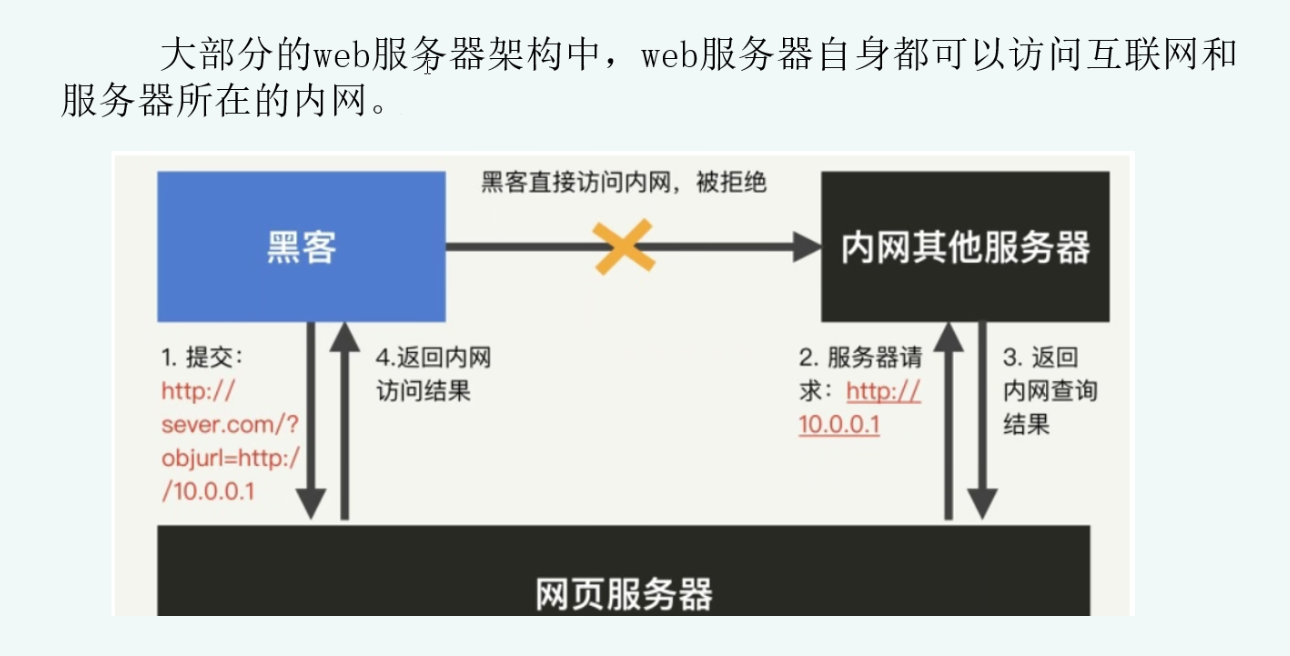 大部分的web服务器架构中，web服务器自身都可以访问互联网和
服务器所在的内网。
黑客直接访问内网，被拒绝
黑客
内网其他服务器
1. 提交：
http://
sever.com/?
objurl=http:/
/10.0.0.1
4.返回内网
访问结果
2. 服务器请
求：http://
10.0.0.1
3. 返回
内网查询
结果
网页服务器